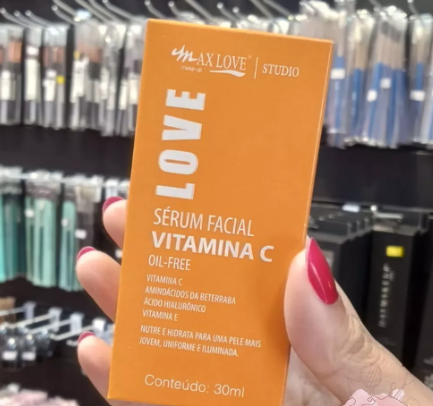 MAX LOVE® | STUDIO
make-up
LOVE
SÉRUM FACIAL
VITAMINA C
OIL-FREE
VITAMINA C
AMINOÁCIDOS DA BETERRABA
ÁCIDO HIALURÔNICO
VITAMINA E
NUTRE E HIDRATA PARA UMA PELE MAIS
JOVEM, UNIFORME E ILUMINADA.
Conteúdo: 30ml